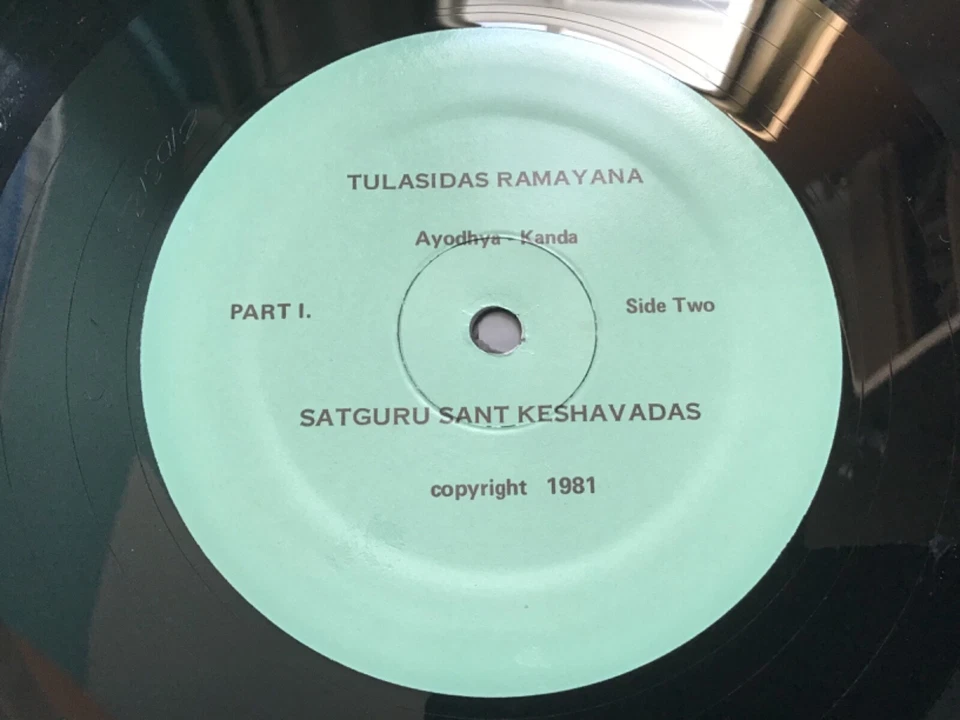 TULASIDAS RAMAYANA
Ayodhya - Kanda
PART I. Side Two
SATGURU SANT KESHAVADAS
copyright 1981